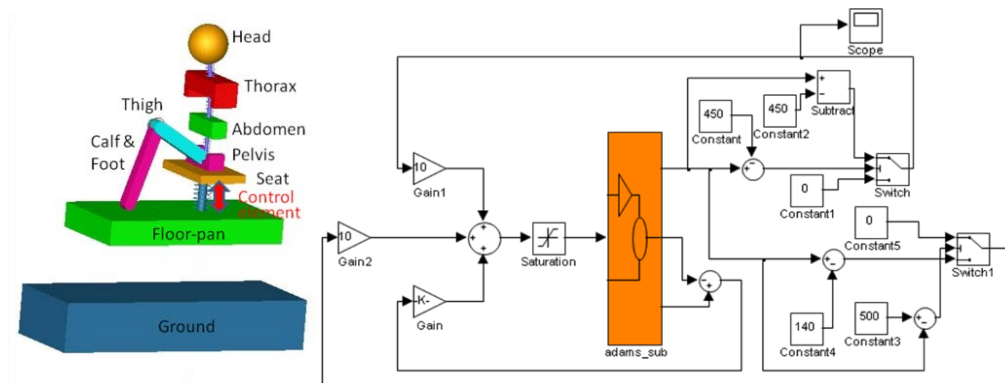 Head
Thorax
Thigh
Abdomen
Calf &
Foot
Pelvis
Seat
Control
element
Floor-pan
Ground
Scope
450
Constant
450
Constant2
+
-
Subtract
10
Gain1
0
Constant1
Switch
10
Gain2
+
+
+
Saturation
-K-
Gain
adams_sub
0
Constant5
Switch1
140
Constant4
500
Constant3